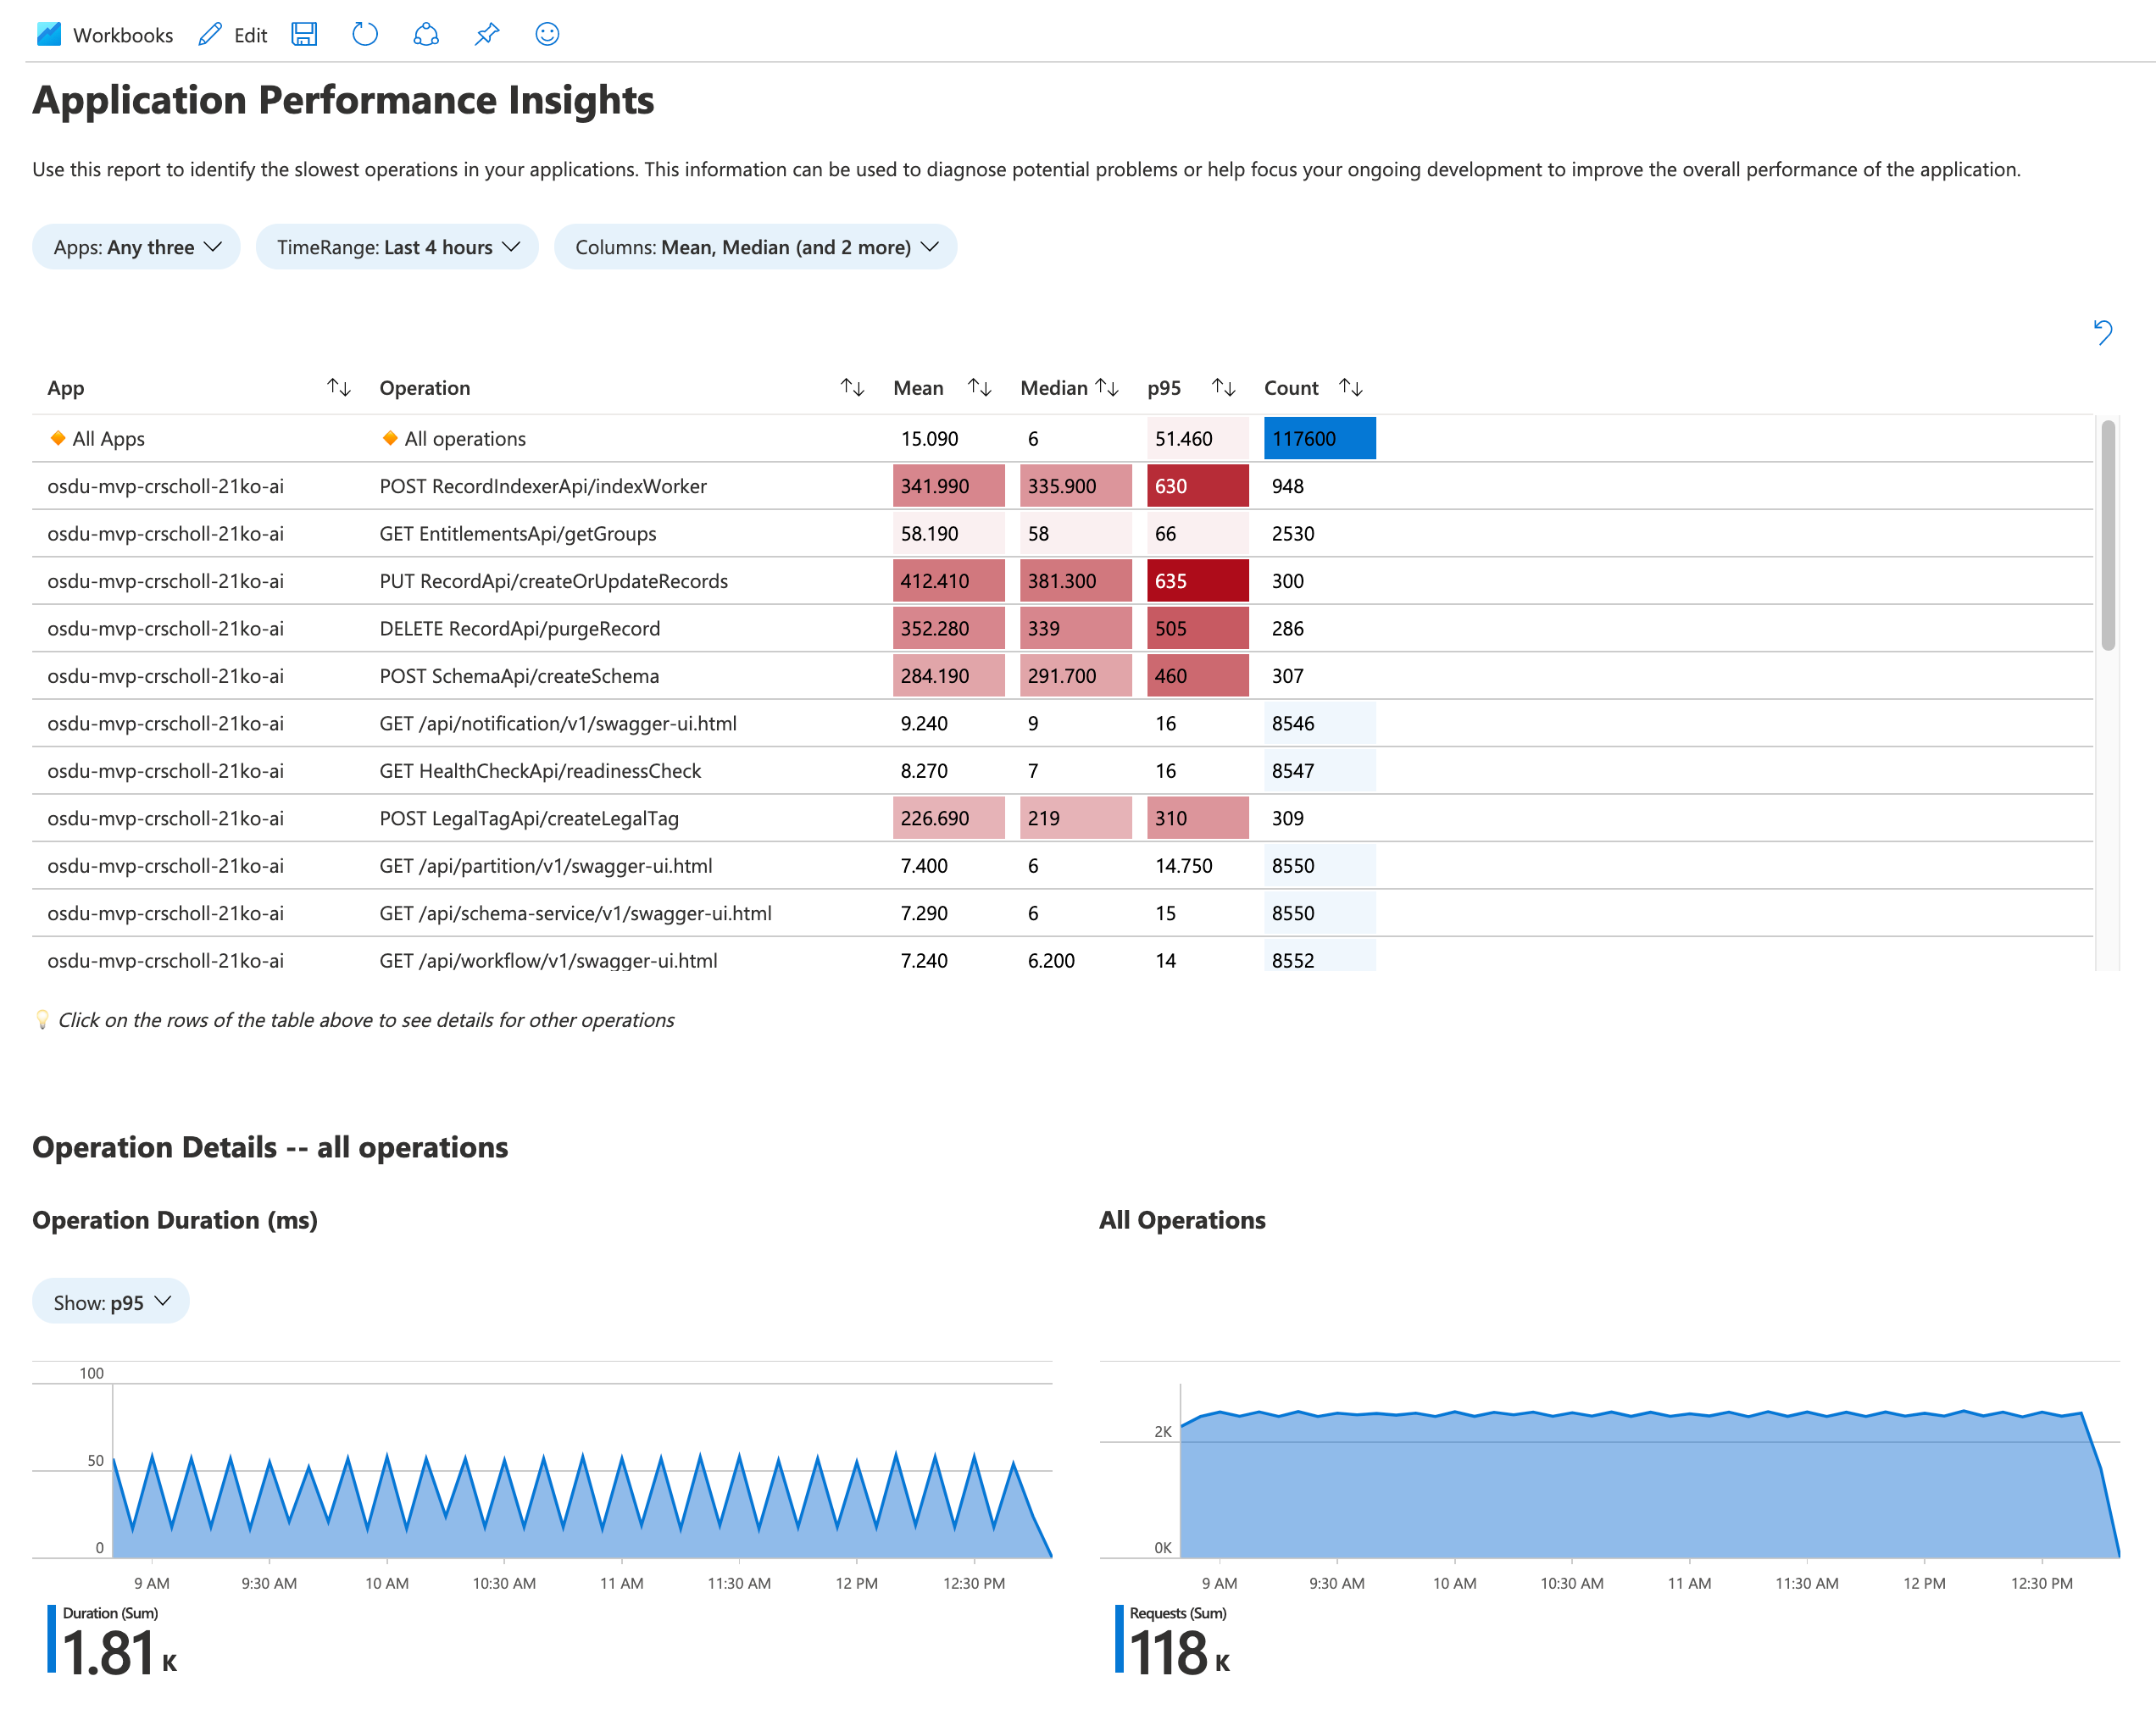 Workbooks Edit
Application Performance Insights
Use this report to identify the slowest operations in your applications. This information can be used to diagnose potential problems or help focus your ongoing development to improve the overall performance of the application.
Apps: Any three TimeRange: Last 4 hours Columns: Mean, Median (and 2 more)
App Operation Mean Median p95 Count
All Apps All operations 15.090 6 51.460 117600
osdu-mvp-crscholl-21ko-ai POST RecordIndexerApi/indexWorker 341.990 335.900 630 948
osdu-mvp-crscholl-21ko-ai GET EntitlementsApi/getGroups 58.190 58 66 2530
osdu-mvp-crscholl-21ko-ai PUT RecordApi/createOrUpdateRecords 412.410 381.300 635 300
osdu-mvp-crscholl-21ko-ai DELETE RecordApi/purgeRecord 352.280 339 505 286
osdu-mvp-crscholl-21ko-ai POST SchemaApi/createSchema 284.190 291.700 460 307
osdu-mvp-crscholl-21ko-ai GET /api/notification/v1/swagger-ui.html 9.240 9 16 8546
osdu-mvp-crscholl-21ko-ai GET HealthCheckApi/readinessCheck 8.270 7 16 8547
osdu-mvp-crscholl-21ko-ai POST LegalTagApi/createLegalTag 226.690 219 310 309
osdu-mvp-crscholl-21ko-ai GET /api/partition/v1/swagger-ui.html 7.400 6 14.750 8550
osdu-mvp-crscholl-21ko-ai GET /api/schema-service/v1/swagger-ui.html 7.290 6 15 8550
osdu-mvp-crscholl-21ko-ai GET /api/workflow/v1/swagger-ui.html 7.240 6.200 14 8552
Click on the rows of the table above to see details for other operations
Operation Details -- all operations
Operation Duration (ms)
Show: p95
100
50
0
9 AM 9:30 AM 10 AM 10:30 AM 11 AM 11:30 AM 12 PM 12:30 PM
Duration (Sum)
1.81 K
All Operations
2K
0K
9 AM 9:30 AM 10 AM 10:30 AM 11 AM 11:30 AM 12 PM 12:30 PM
Requests (Sum)
118 K